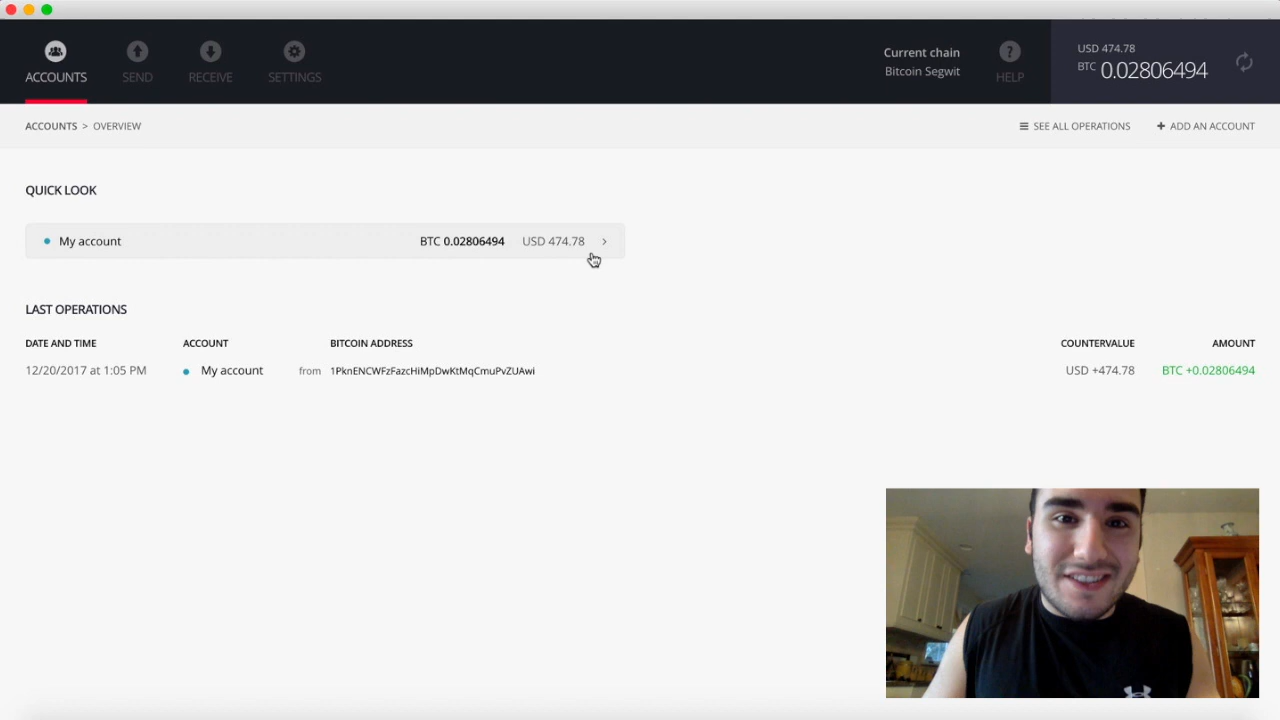 ACCOUNTS SEND RECEIVE SETTINGS
Current chain
Bitcoin Segwit
HELP
USD 474.78
BTC 0.02806494
ACCOUNTS > OVERVIEW
SEE ALL OPERATIONS
ADD AN ACCOUNT
QUICK LOOK
My account BTC 0.02806494 USD 474.78
LAST OPERATIONS
DATE AND TIME ACCOUNT BITCOIN ADDRESS COUNTERVALUE AMOUNT
12/20/2017 at 1:05 PM My account from 1PknENCWFzFazcHiMpDwKtMqCmuPvZUAwi USD +474.78 BTC +0.02806494